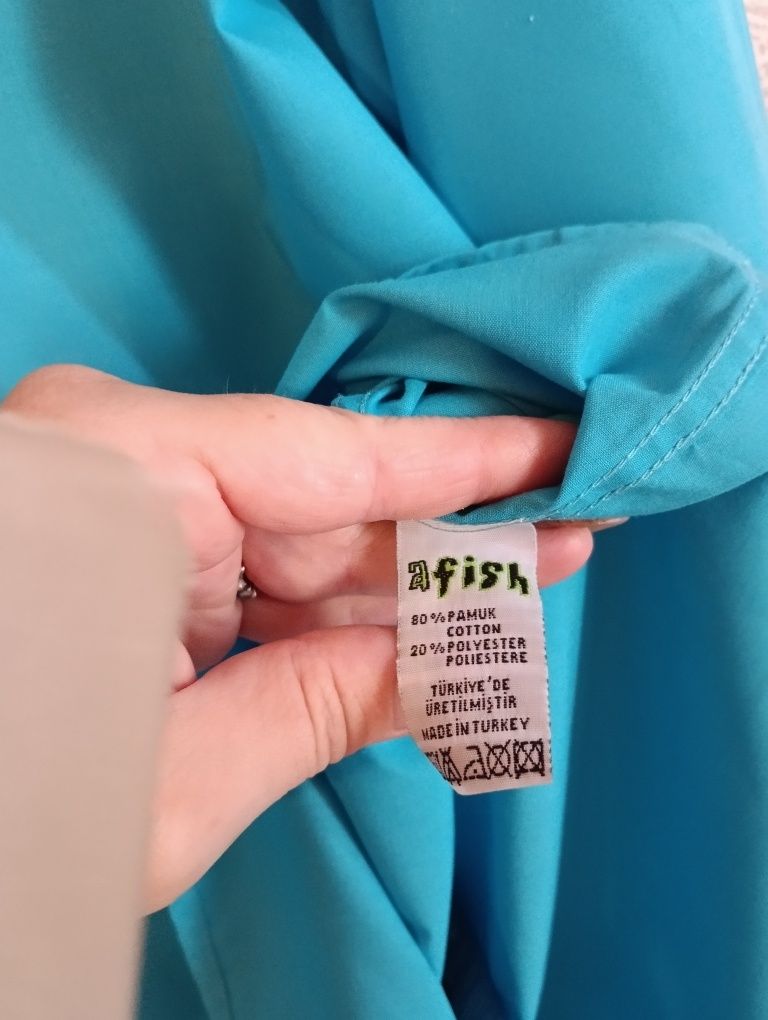 afish
80% PAMUK
COTTON
20% POLYESTER
POLIESTERE
TÜRKİYE'DE
ÜRETİLMİŞTİR
MADE IN TURKEY